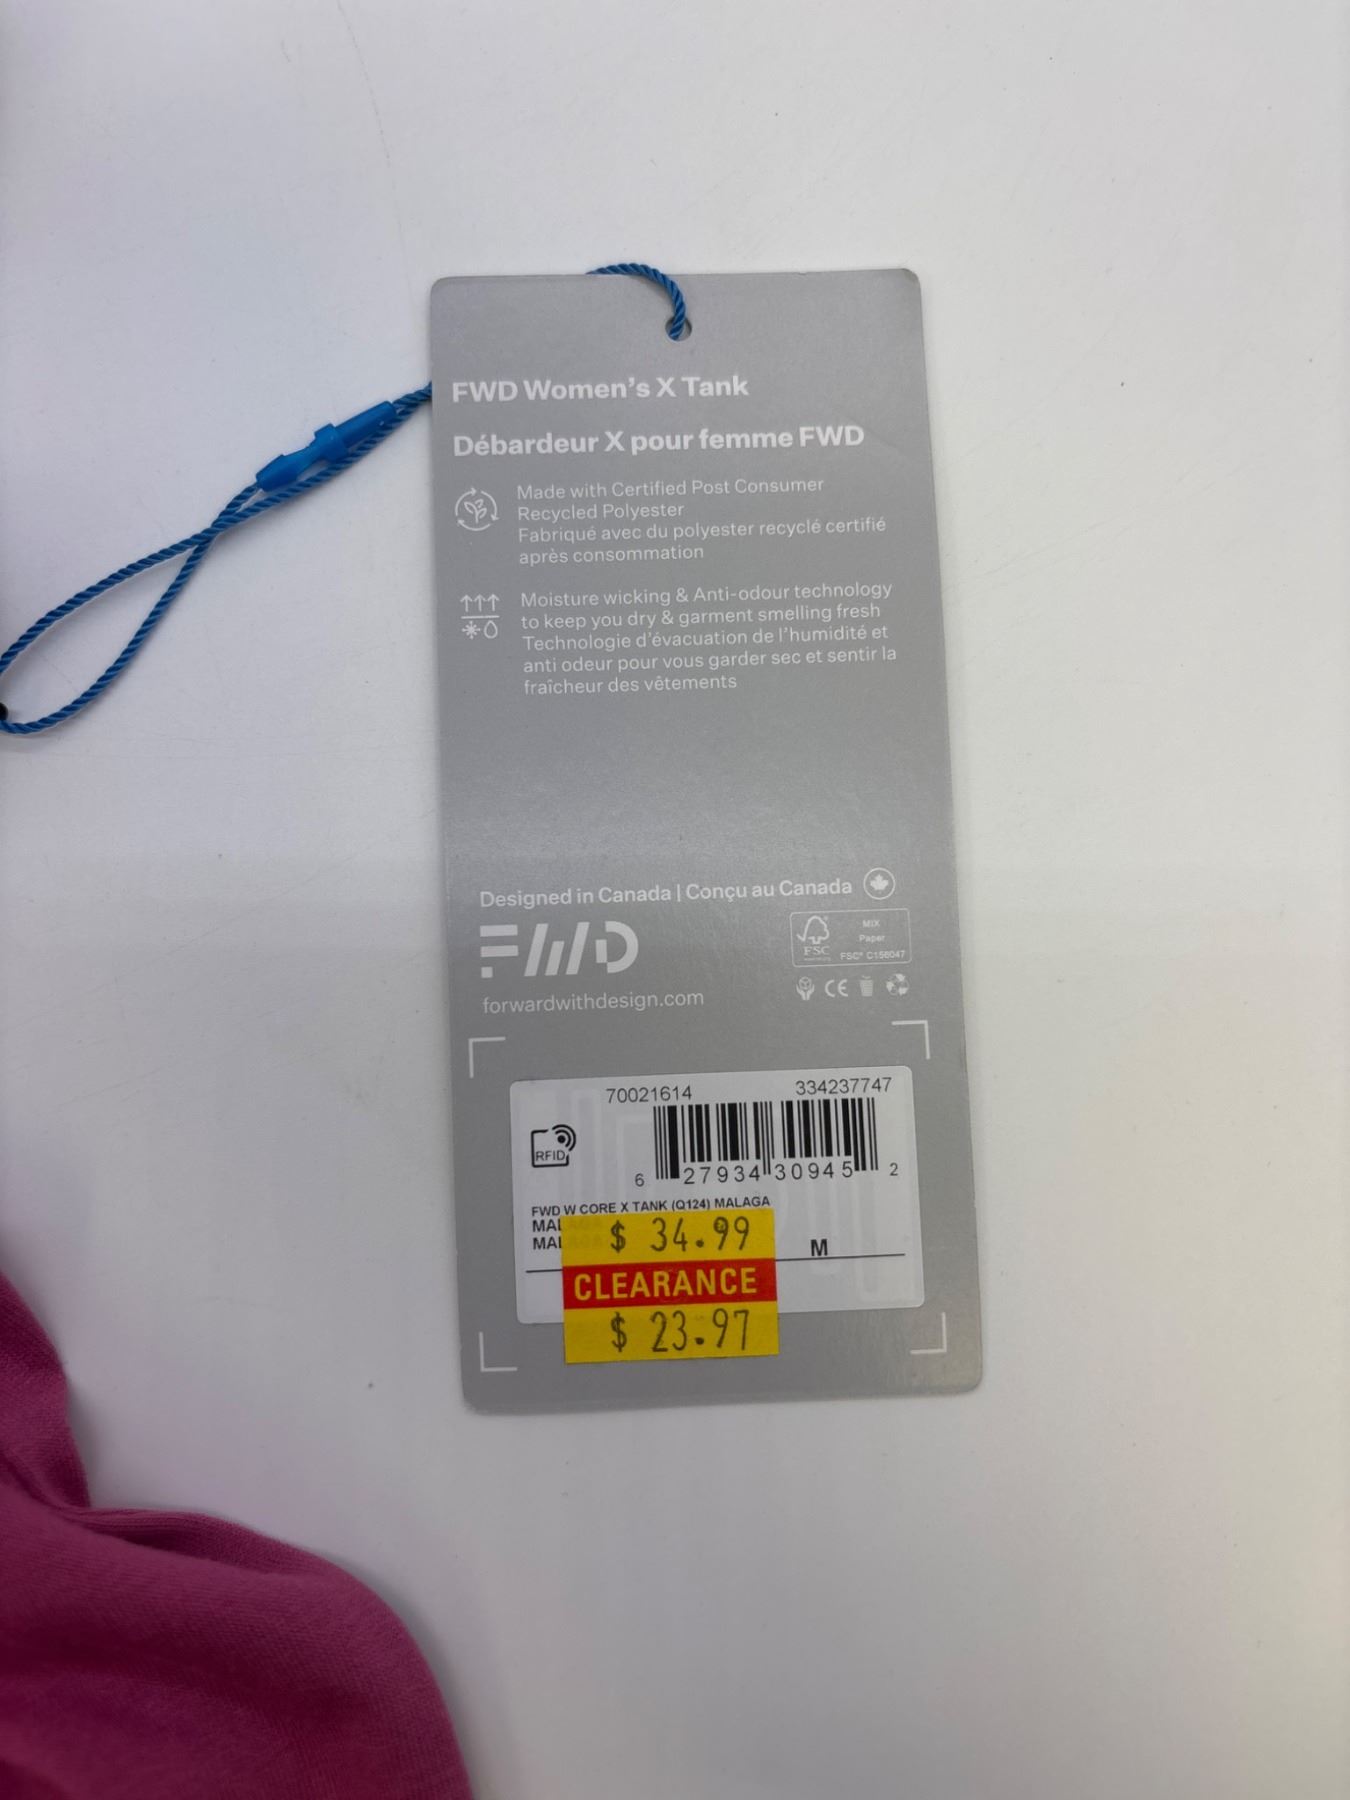 FWD Women's X Tank
Débardeur X pour femme FWD
Made with Certified Post Consumer
Recycled Polyester
Fabriqué avec du polyester recyclé certifié
après consommation
Moisture wicking & Anti-odour technology
to keep you dry & garment smelling fresh
Technologie d'évacuation de l'humidité et
anti odeur pour vous garder sec et sentir la
fraîcheur des vêtements
Designed in Canada | Conçu au Canada
FWD
forwardwithdesign.com
MIX
Paper
FSC
FSC® C156047
CE
70021614 334237747
RFID
6 27934 30945 2
FWD W CORE X TANK (Q124) MALAGA
MALAGA
MALAGA
M
$ 34.99
CLEARANCE
$ 23.97